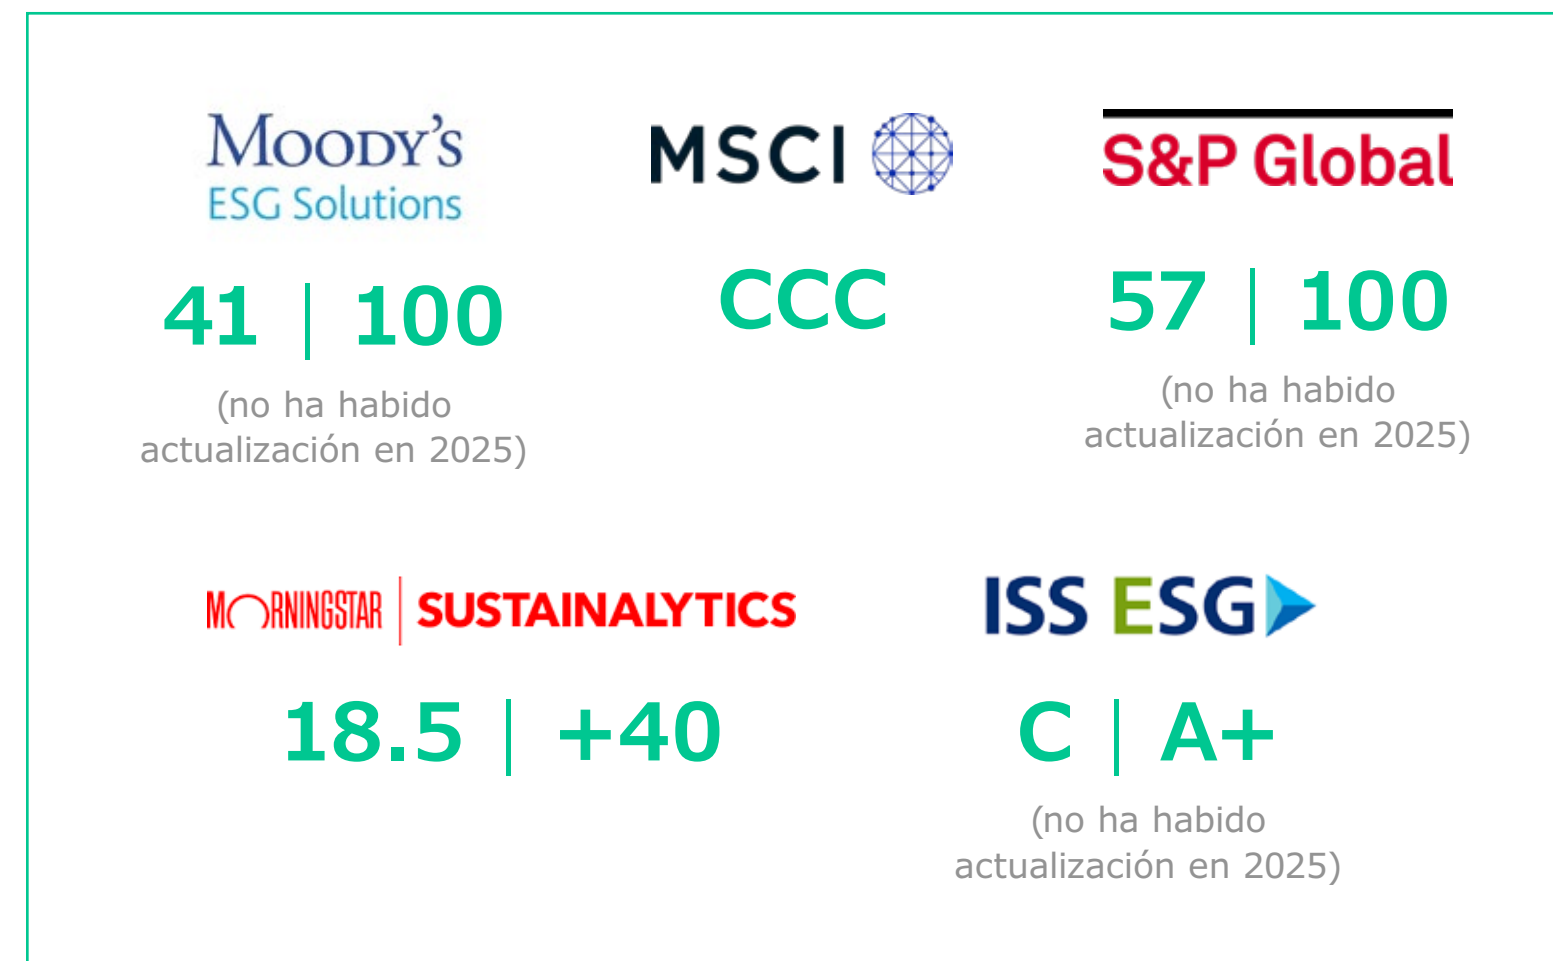 MOODY'S
ESG Solutions
41 | 100
(no ha habido
actualización en 2025)
MSCI
CCC
S&P Global
57 | 100
(no ha habido
actualización en 2025)
MORNINGSTAR | SUSTAINALYTICS
18.5 | +40
ISS ESG
C | A+
(no ha habido
actualización en 2025)